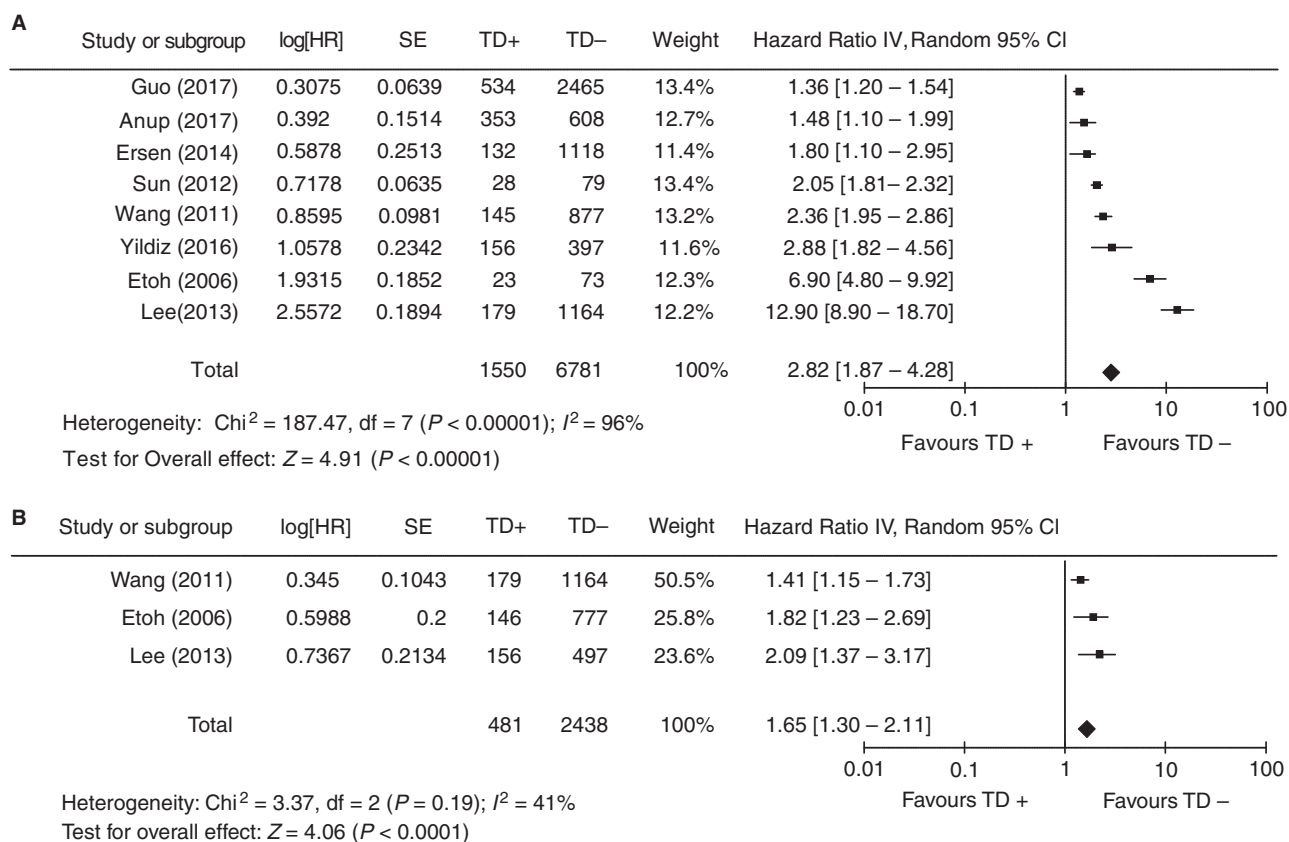 A
Study or subgroup log[HR] SE TD+ TD– Weight Hazard Ratio IV, Random 95% CI
Guo (2017) 0.3075 0.0639 534 2465 13.4% 1.36 [1.20 – 1.54]
Anup (2017) 0.392 0.1514 353 608 12.7% 1.48 [1.10 – 1.99]
Ersen (2014) 0.5878 0.2513 132 1118 11.4% 1.80 [1.10 – 2.95]
Sun (2012) 0.7178 0.0635 28 79 13.4% 2.05 [1.81– 2.32]
Wang (2011) 0.8595 0.0981 145 877 13.2% 2.36 [1.95 – 2.86]
Yildiz (2016) 1.0578 0.2342 156 397 11.6% 2.88 [1.82 – 4.56]
Etoh (2006) 1.9315 0.1852 23 73 12.3% 6.90 [4.80 – 9.92]
Lee(2013) 2.5572 0.1894 179 1164 12.2% 12.90 [8.90 – 18.70]
Total 1550 6781 100% 2.82 [1.87 – 4.28]
0.01 0.1 1 10 100
Heterogeneity: Chi² = 187.47, df = 7 (P < 0.00001); I² = 96%
Favours TD + Favours TD –
Test for Overall effect: Z = 4.91 (P < 0.00001)
B
Study or subgroup log[HR] SE TD+ TD– Weight Hazard Ratio IV, Random 95% CI
Wang (2011) 0.345 0.1043 179 1164 50.5% 1.41 [1.15 – 1.73]
Etoh (2006) 0.5988 0.2 146 777 25.8% 1.82 [1.23 – 2.69]
Lee (2013) 0.7367 0.2134 156 497 23.6% 2.09 [1.37 – 3.17]
Total 481 2438 100% 1.65 [1.30 – 2.11]
0.01 0.1 1 10 100
Heterogeneity: Chi² = 3.37, df = 2 (P = 0.19); I² = 41%
Favours TD + Favours TD –
Test for overall effect: Z = 4.06 (P < 0.0001)